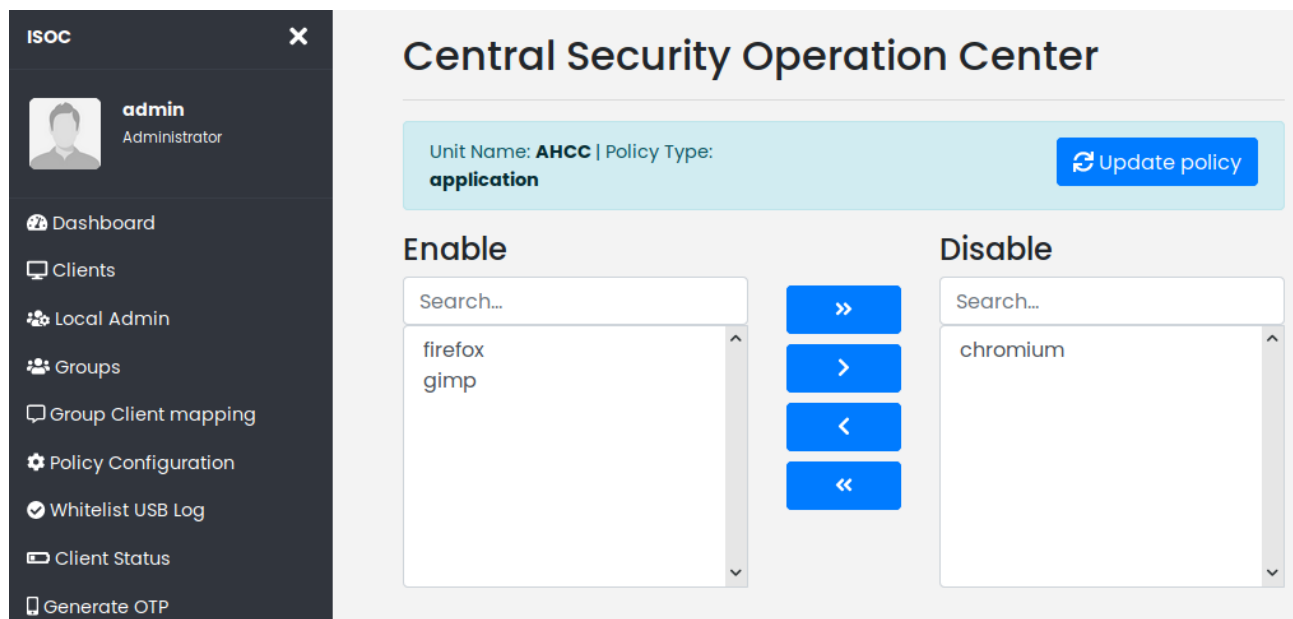 ISOC
admin
Administrator
Dashboard
Clients
Local Admin
Groups
Group Client mapping
Policy Configuration
Whitelist USB Log
Client Status
Generate OTP
Central Security Operation Center
Unit Name: AHCC | Policy Type:
application
Update policy
Enable
Search...
firefox
gimp
Disable
Search...
chromium